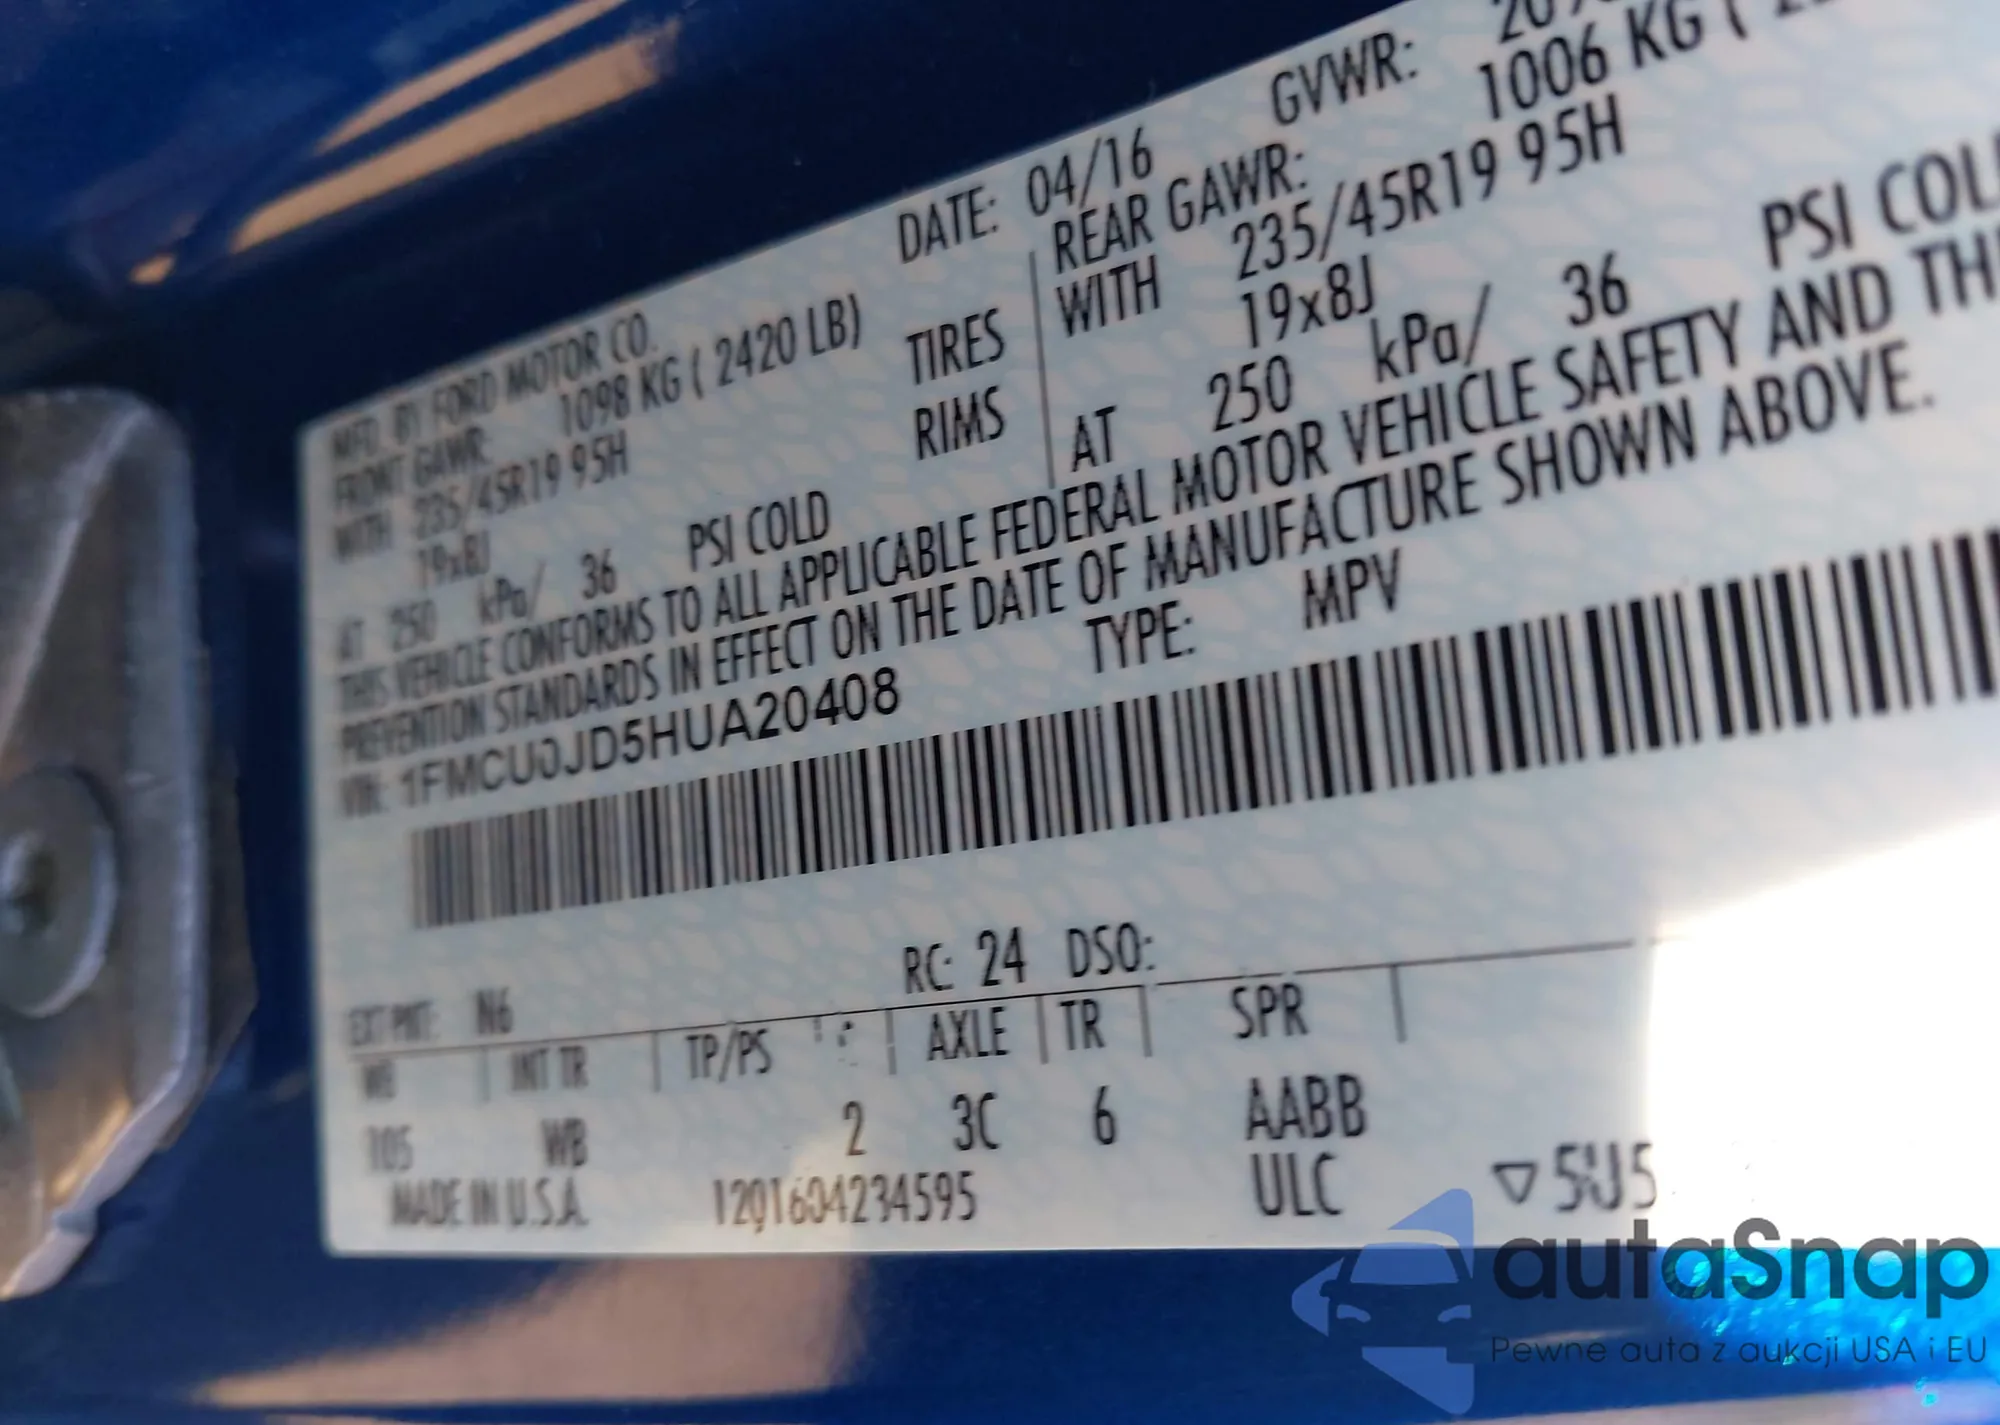 MFD. BY FORD MOTOR CO.
DATE: 04/16
GVWR:
FRONT GAWR: 1098 KG ( 2420 LB)
REAR GAWR: 1006 KG (
WITH 235/45R19 95H
TIRES
WITH 235/45R19 95H
19x8J
RIMS
19x8J
AT 250 kPa/ 36 PSI COLD
AT 250 kPa/ 36 PSI COLD
THIS VEHICLE CONFORMS TO ALL APPLICABLE FEDERAL MOTOR VEHICLE SAFETY AND
PREVENTION STANDARDS IN EFFECT ON THE DATE OF MANUFACTURE SHOWN ABOVE.
VIN: 1FMCU0JD5HUA20408
TYPE: MPV
EXT PNT: N6 RC: 24 DSO:
WB INT TR TP/PS AXLE TR SPR
105 WB 2 3C 6 AABB
MADE IN U.S.A. 1201604234595 ULC ▽5U5
autaSnap
Pewne auta z aukcji USA i EU